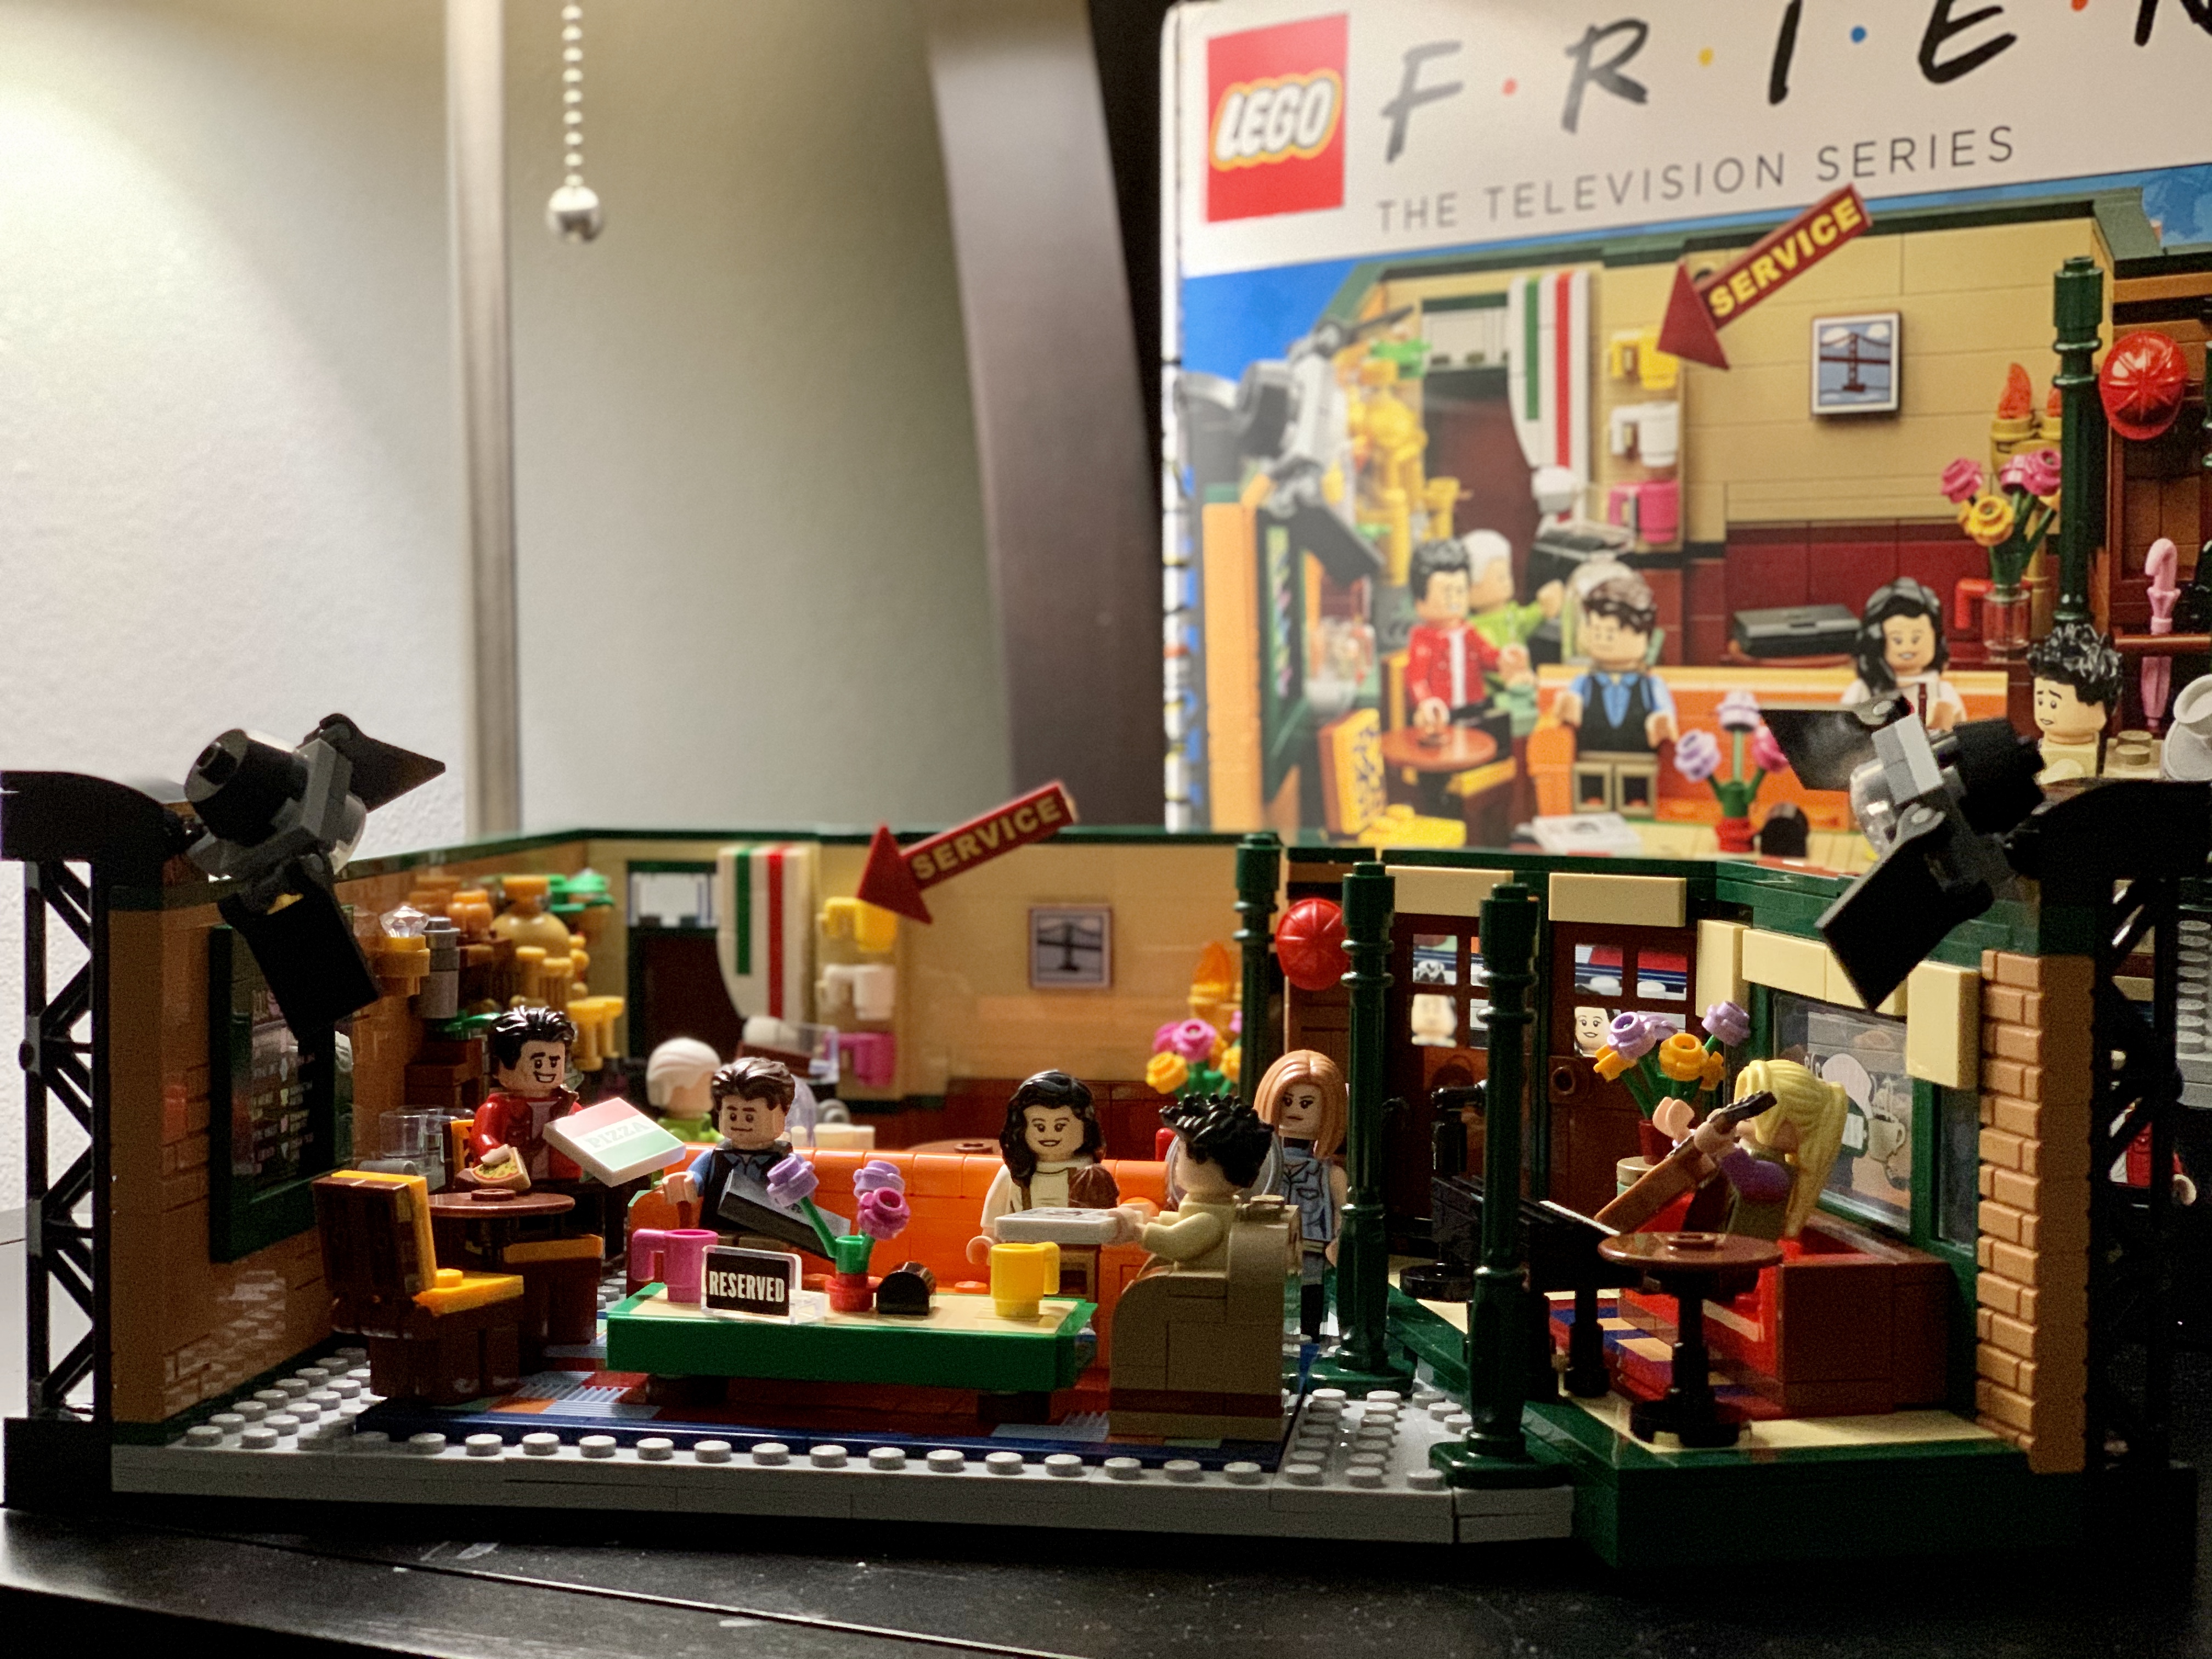 LEGO
F·R·I·E·N
THE TELEVISION SERIES
SERVICE
SERVICE
PIZZA
RESERVED